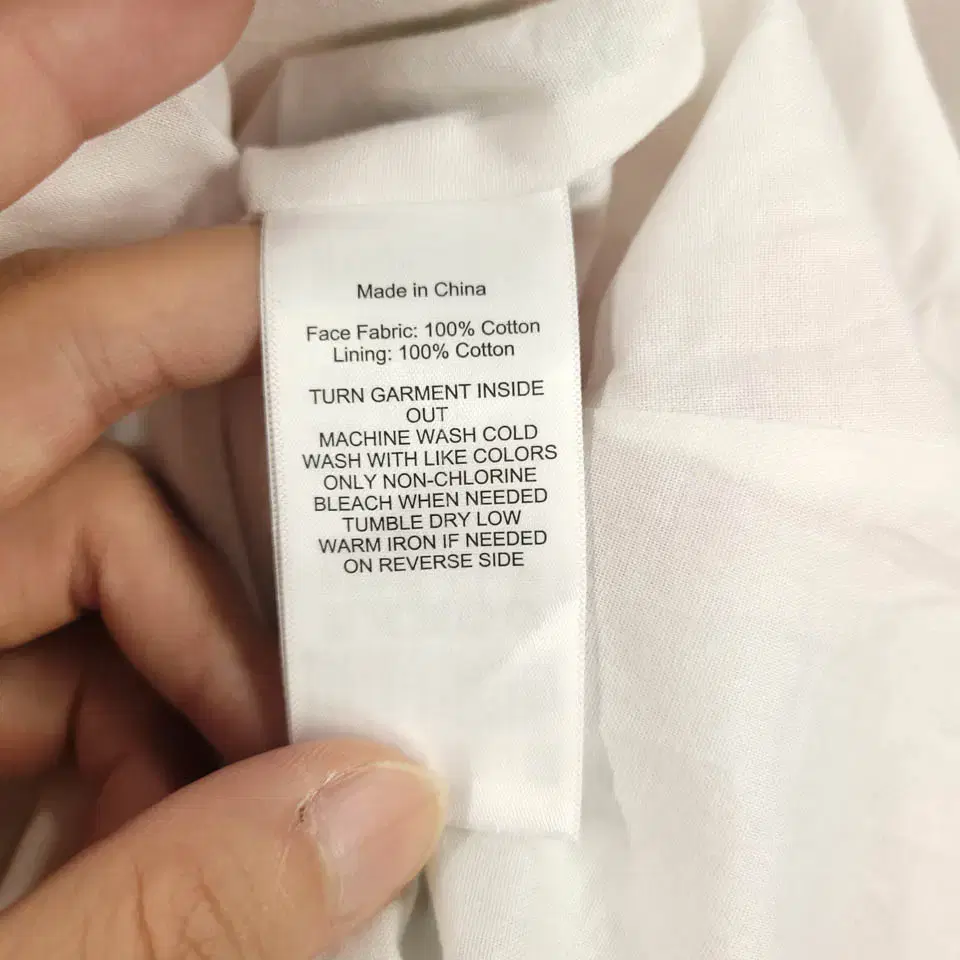 Made in China
Face Fabric: 100% Cotton
Lining: 100% Cotton
TURN GARMENT INSIDE
OUT
MACHINE WASH COLD
WASH WITH LIKE COLORS
ONLY NON-CHLORINE
BLEACH WHEN NEEDED
TUMBLE DRY LOW
WARM IRON IF NEEDED
ON REVERSE SIDE